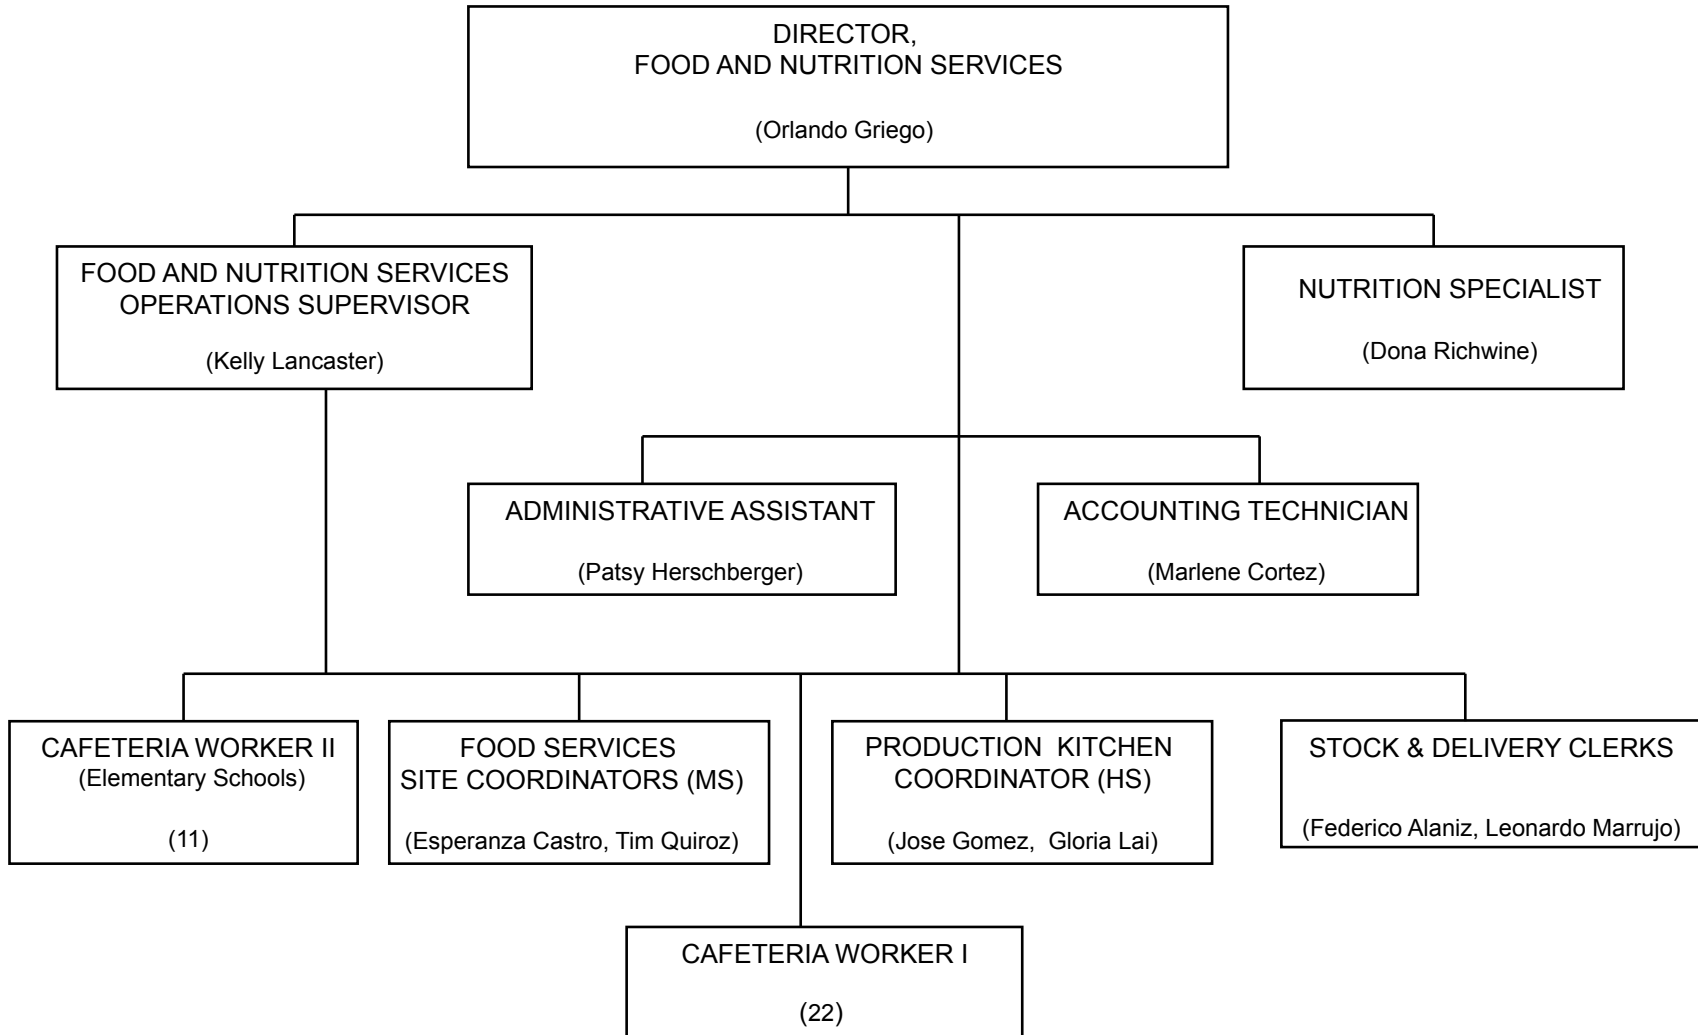 DIRECTOR,
FOOD AND NUTRITION SERVICES
(Orlando Griego)
FOOD AND NUTRITION SERVICES
OPERATIONS SUPERVISOR
(Kelly Lancaster)
NUTRITION SPECIALIST
(Dona Richwine)
ADMINISTRATIVE ASSISTANT
(Patsy Herschberger)
ACCOUNTING TECHNICIAN
(Marlene Cortez)
CAFETERIA WORKER II
(Elementary Schools)
(11)
FOOD SERVICES
SITE COORDINATORS (MS)
(Esperanza Castro, Tim Quiroz)
PRODUCTION  KITCHEN
COORDINATOR (HS)
(Jose Gomez,  Gloria Lai)
STOCK & DELIVERY CLERKS
(Federico Alaniz, Leonardo Marrujo)
CAFETERIA WORKER I
(22)